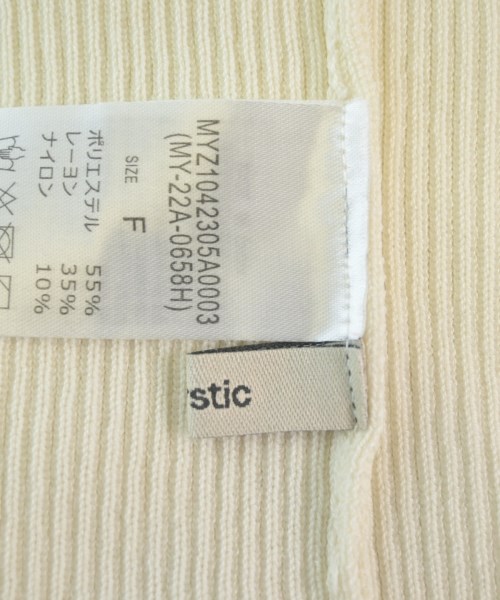 MYZ1042305A0003
(MY-22A-0658H)
SIZE F
ポリエステル 55%
レーヨン 35%
ナイロン 10%
stic